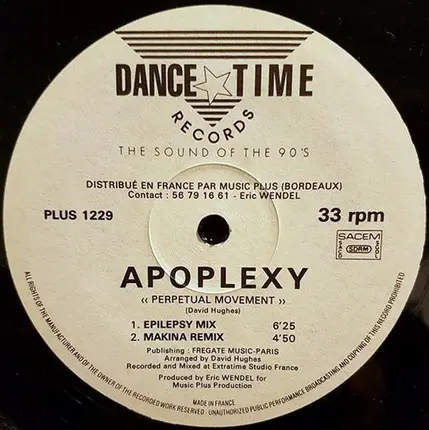 DANCE TIME
RECORDS
THE SOUND OF THE 90'S
DISTRIBUÉ EN FRANCE PAR MUSIC PLUS (BORDEAUX)
Contact : 56 79 16 61 - Eric WENDEL
PLUS 1229
33 rpm
SACEM
SDRM
APOPLEXY
‹‹ PERPETUAL MOVEMENT ››
(David Hughes)
1. EPILEPSY MIX 6'25
2. MAKINA REMIX 4'50
Publishing : FREGATE MUSIC-PARIS
Arranged by David Hughes
Recorded and Mixed at Extratime Studio France
Produced by Eric WENDEL for
Music Plus Production
MADE IN FRANCE
ALL RIGHTS OF THE MANUFACTURER AND OF THE OWNER OF THE RECORDED WORK RESERVED - UNAUTHORIZED PUBLIC PERFORMANCE BROADCASTING AND COPYING OF THIS RECORD PROHIBITED